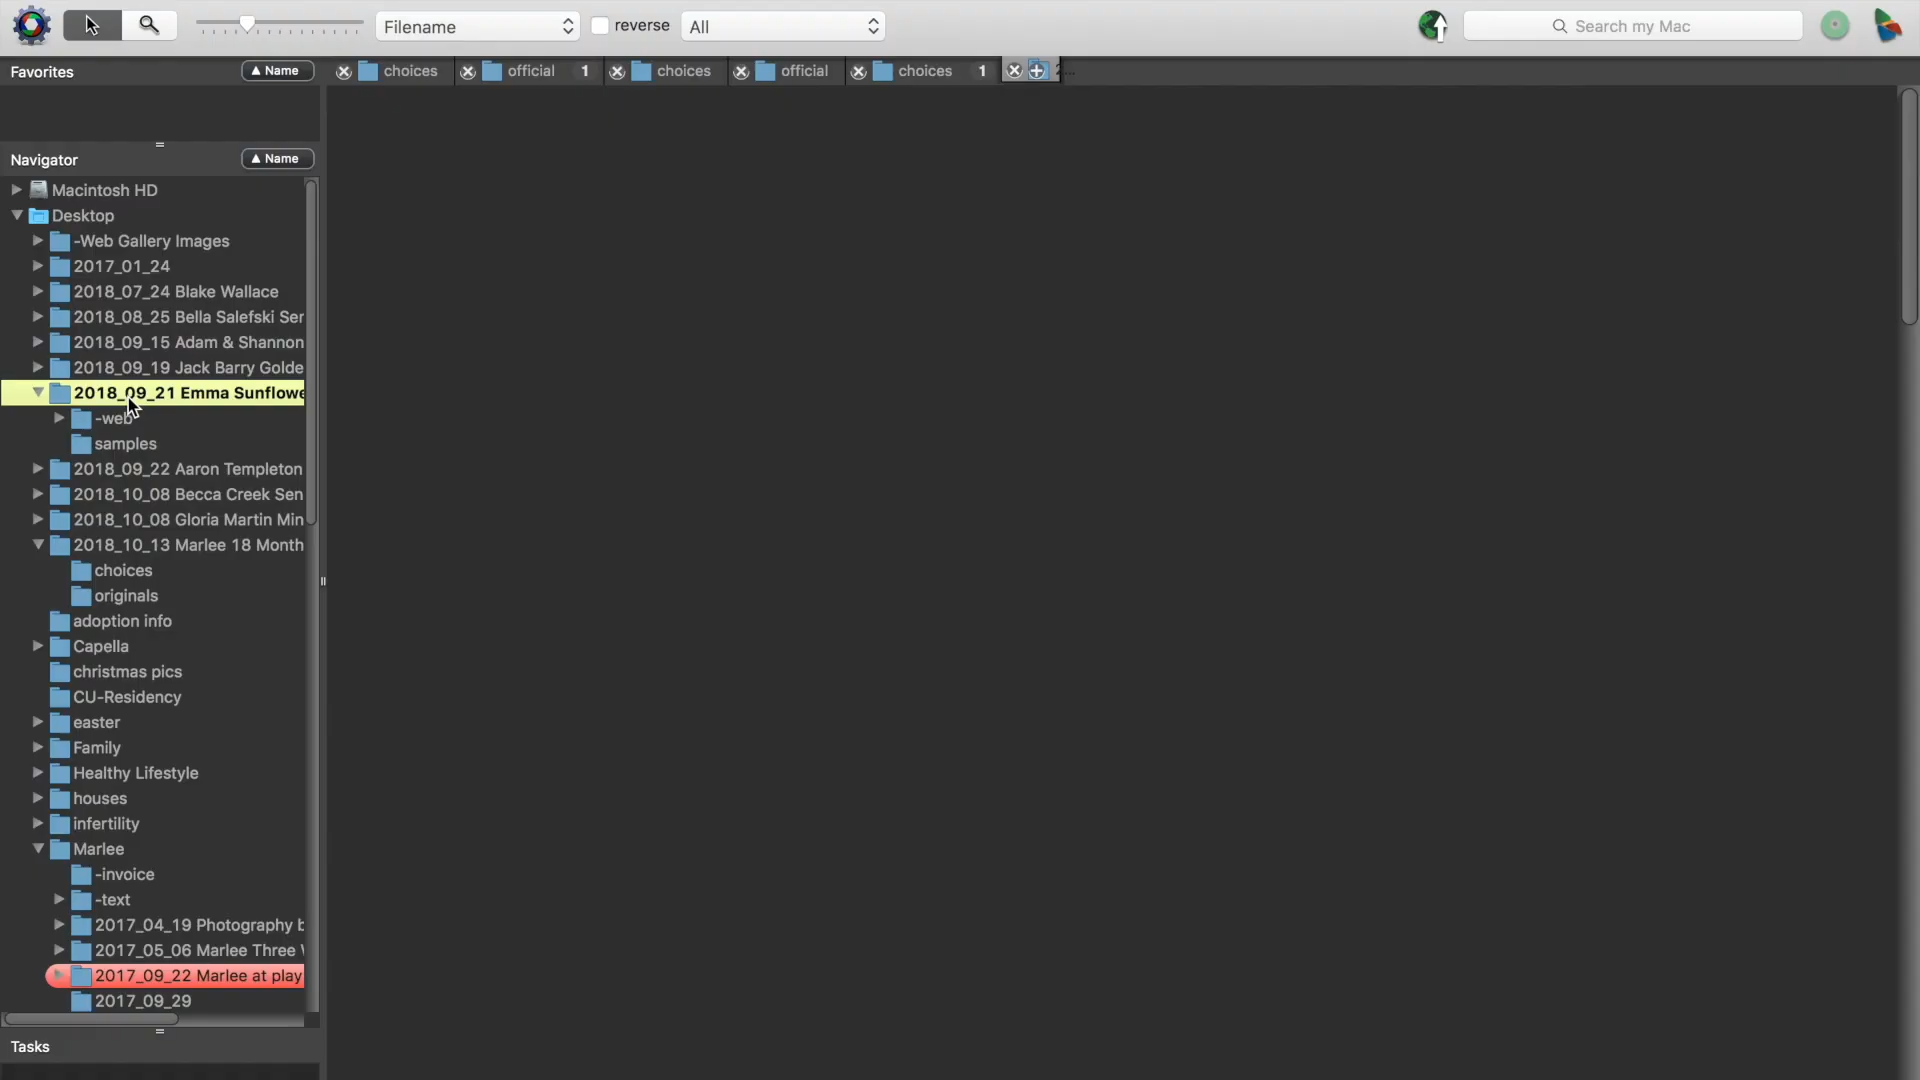 Filename
reverse
All
Search my Mac
Favorites
▲ Name
choices
official 1
choices
official
choices 1
Navigator
▲ Name
Macintosh HD
Desktop
-Web Gallery Images
2017_01_24
2018_07_24 Blake Wallace
2018_08_25 Bella Salefski Ser
2018_09_15 Adam & Shannon
2018_09_19 Jack Barry Golde
2018_09_21 Emma Sunflowe
-web
samples
2018_09_22 Aaron Templeton
2018_10_08 Becca Creek Sen
2018_10_08 Gloria Martin Min
2018_10_13 Marlee 18 Month
choices
originals
adoption info
Capella
christmas pics
CU-Residency
easter
Family
Healthy Lifestyle
houses
infertility
Marlee
-invoice
-text
2017_04_19 Photography b
2017_05_06 Marlee Three
2017_09_22 Marlee at play
2017_09_29
Tasks